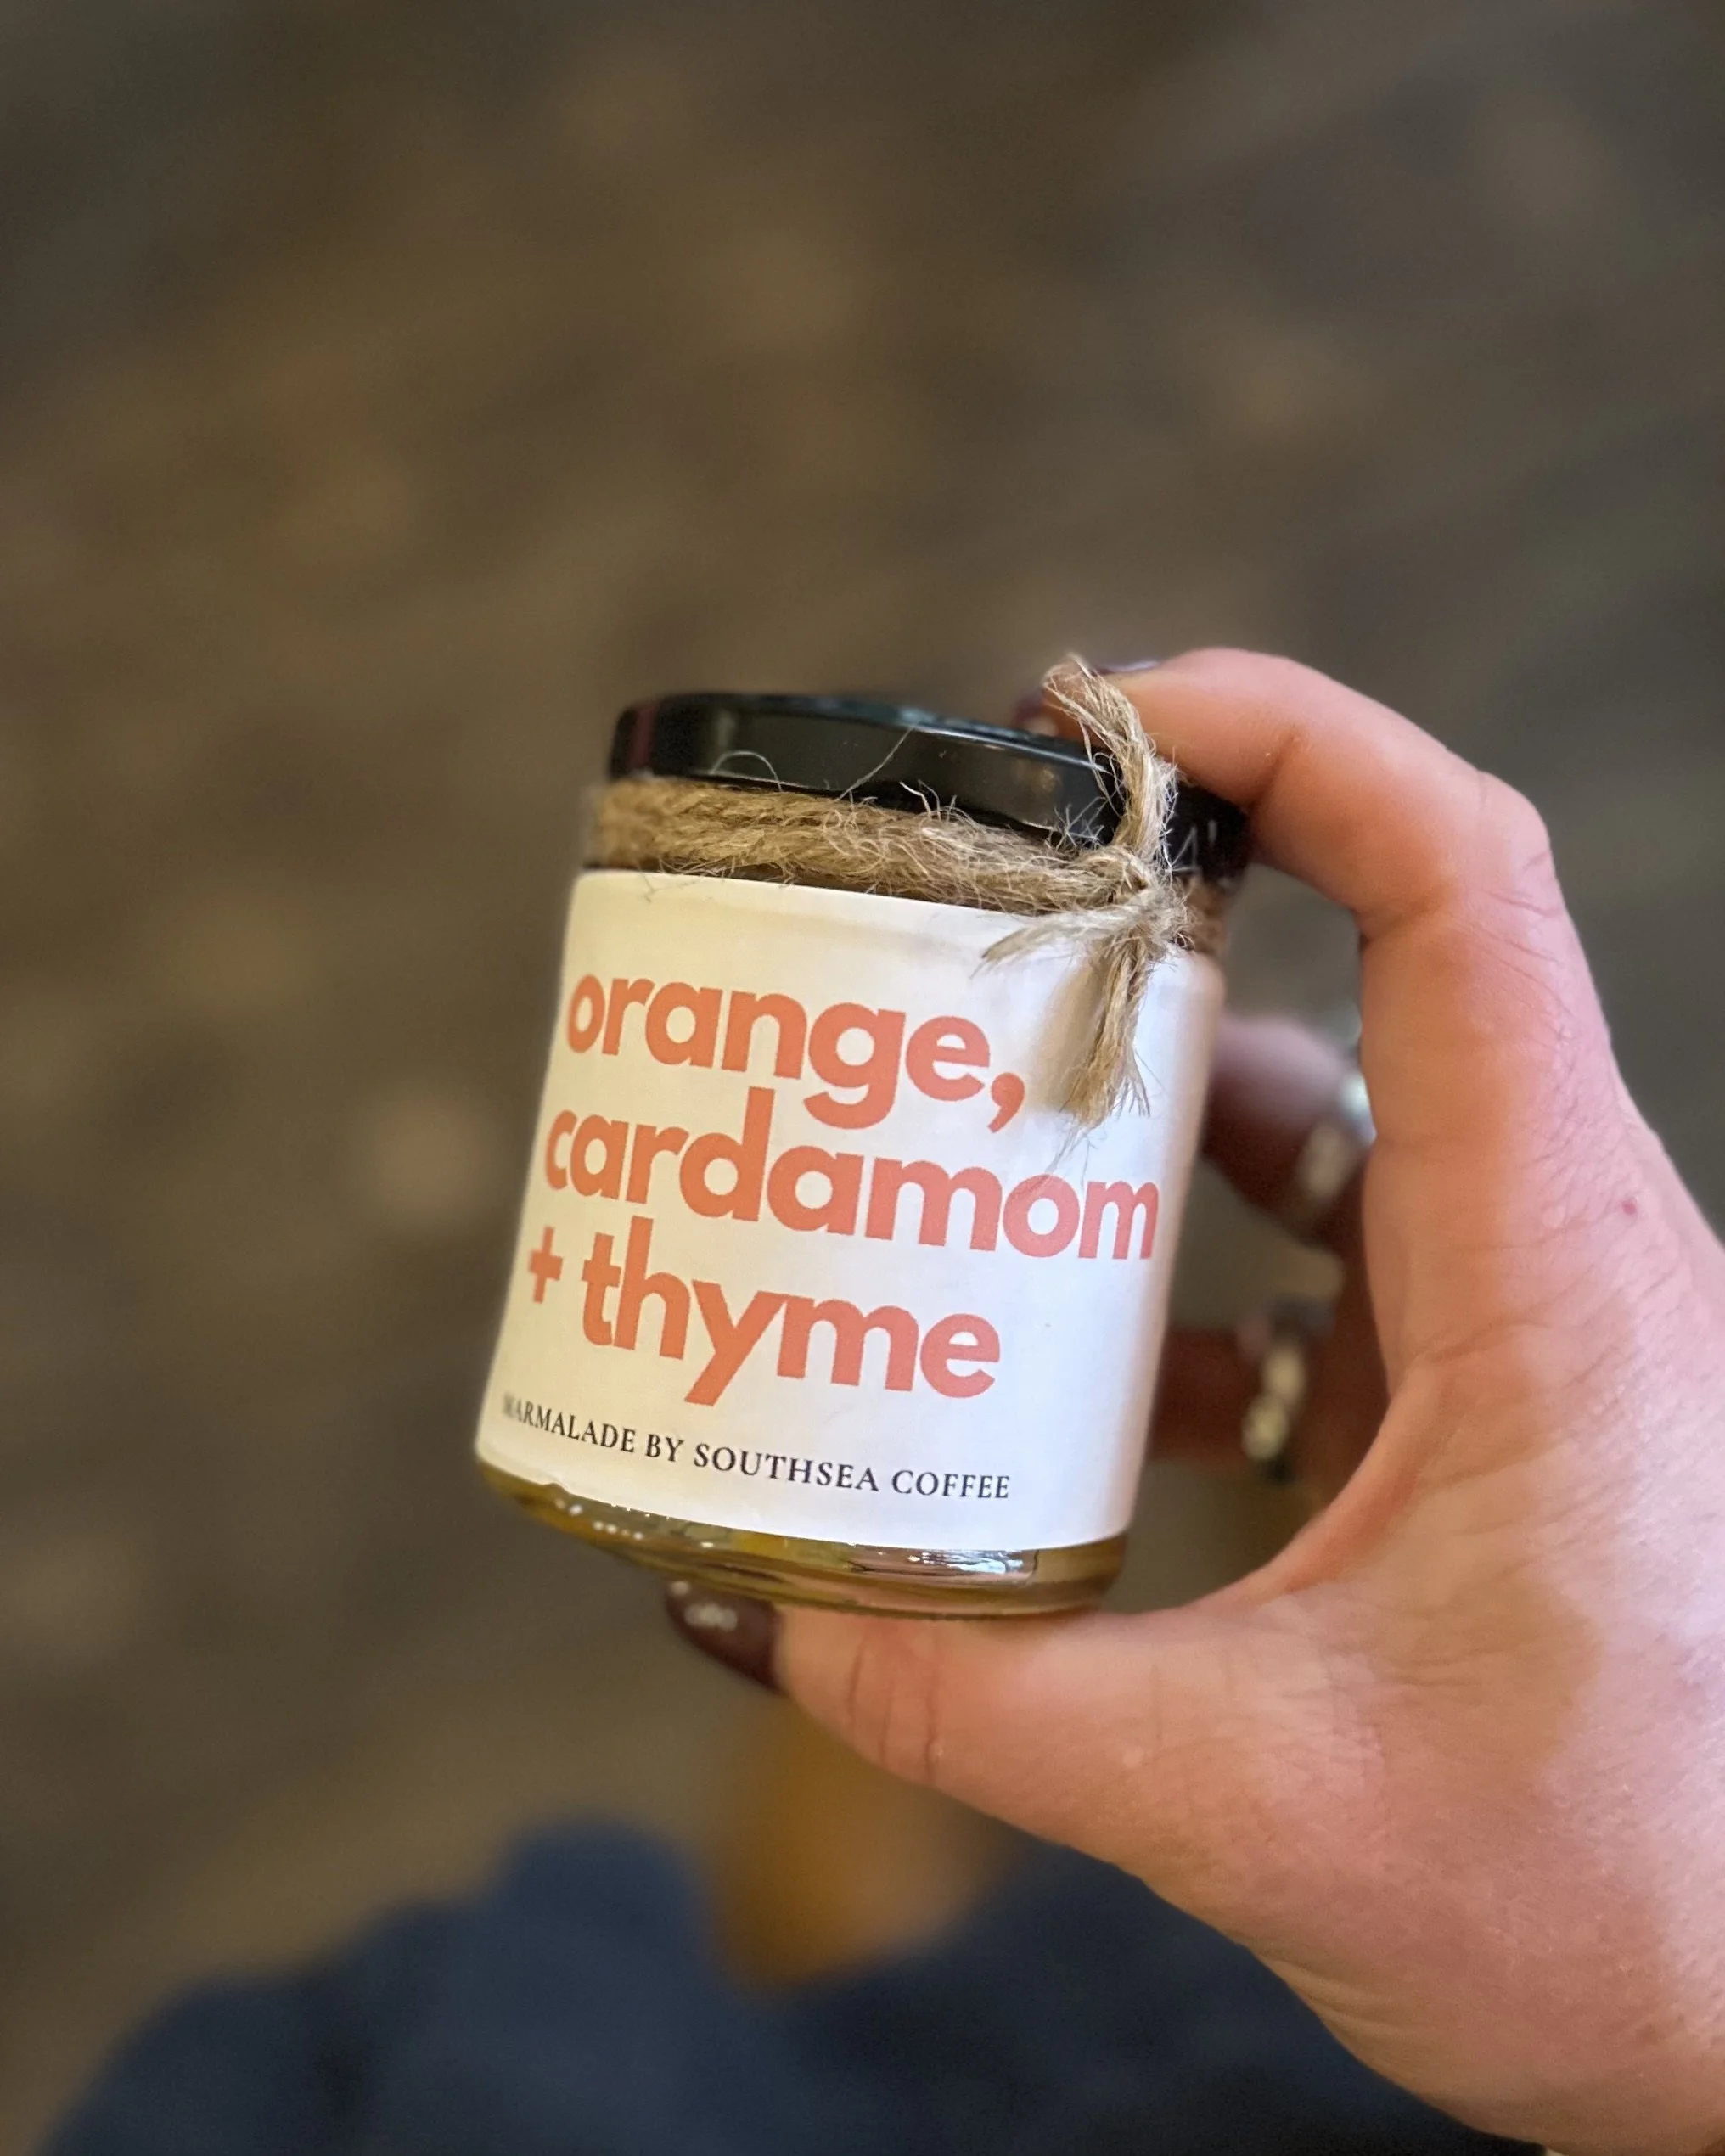 orange,
cardamom
+ thyme
MARMALADE BY SOUTHSEA COFFEE